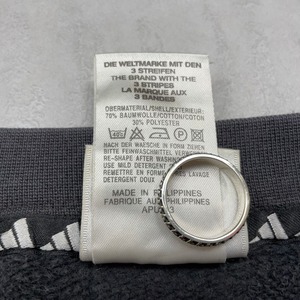 DIE WELTMARKE MIT DEN
3 STREIFEN
THE BRAND WITH THE
3 STRIPES
LA MARQUE AUX
3 BANDES
OBERMATERIAL/SHELL/EXTERIEUR:
70% BAUMWOLLE/COTTON/COTON
30% POLYESTER
NACH DER WAESCHE IN FORM ZIEHEN
BITTE FEINWASCHMITTEL VERWENDEN
RE-SHAPE AFTER WASHING
USE MILD DETERGENT
REMETTRE EN FORME
DETERGENT DOUX
MADE IN PHILIPPINES
FABRIQUE AUX PHILIPPINES